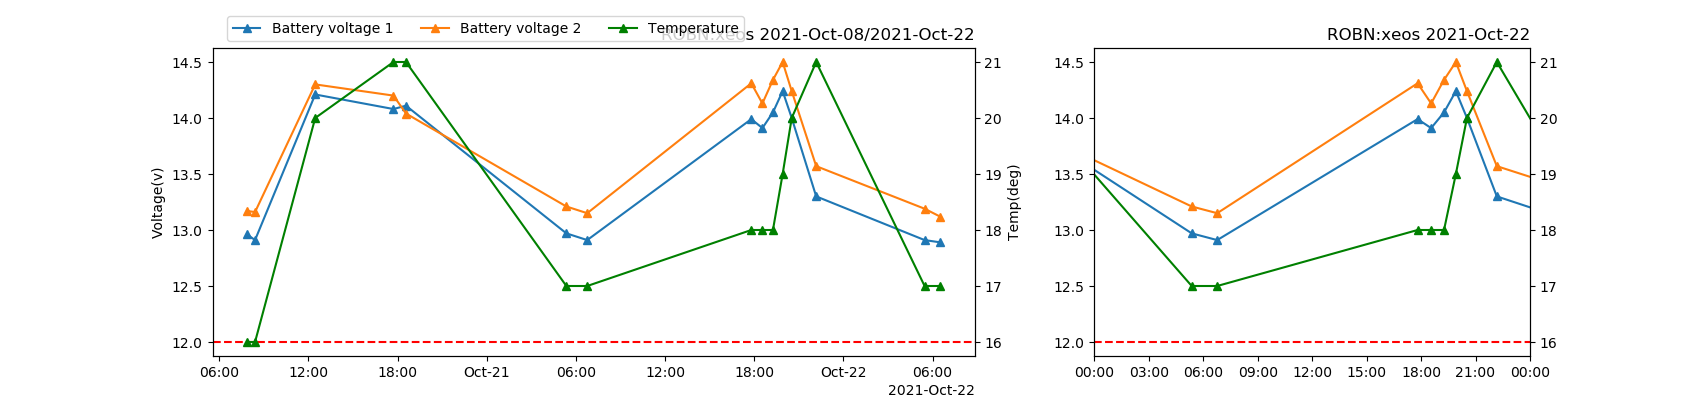 Battery voltage 1 Battery voltage 2 Temperature
ROBN:xeos 2021-Oct-08/2021-Oct-22
ROBN:xeos 2021-Oct-22
14.5 21 14.5 21
14.0 20 14.0 20
13.5 19 13.5 19
Voltage(v)
Temp(deg)
13.0 18 13.0 18
12.5 17 12.5 17
12.0 16 12.0 16
06:00 12:00 18:00 Oct-21 06:00 12:00 18:00 Oct-22 06:00
2021-Oct-22
00:00 03:00 06:00 09:00 12:00 15:00 18:00 21:00 00:00